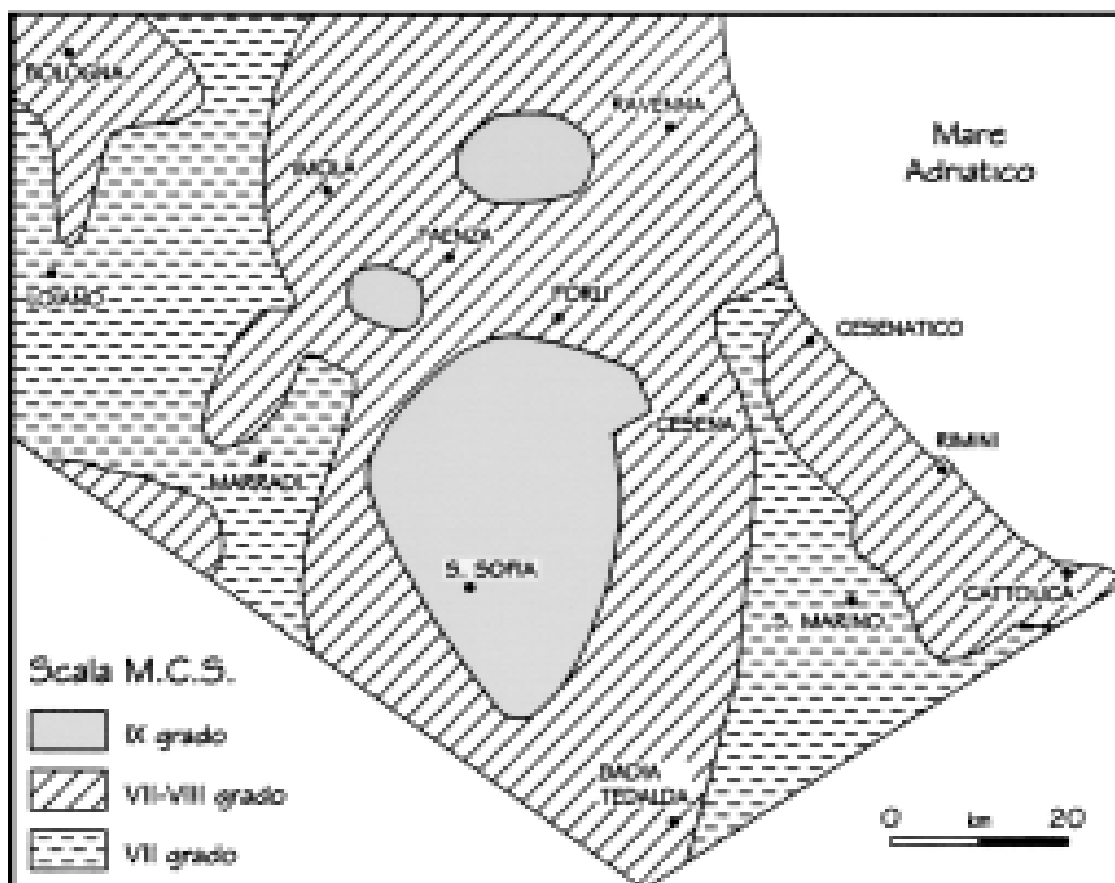 BOLOGNA
RAVENNA
Mare
Adriatico
IMOLA
FAENZA
LOIANO
FORLI'
CESENATICO
CESENA
RIMINI
MARRADI
S. SOFIA
CATTOLICA
S. MARINO
Scala M.C.S.
IX grado
VII-VIII grado
VII grado
BADIA
TEDALDA
0 km 20